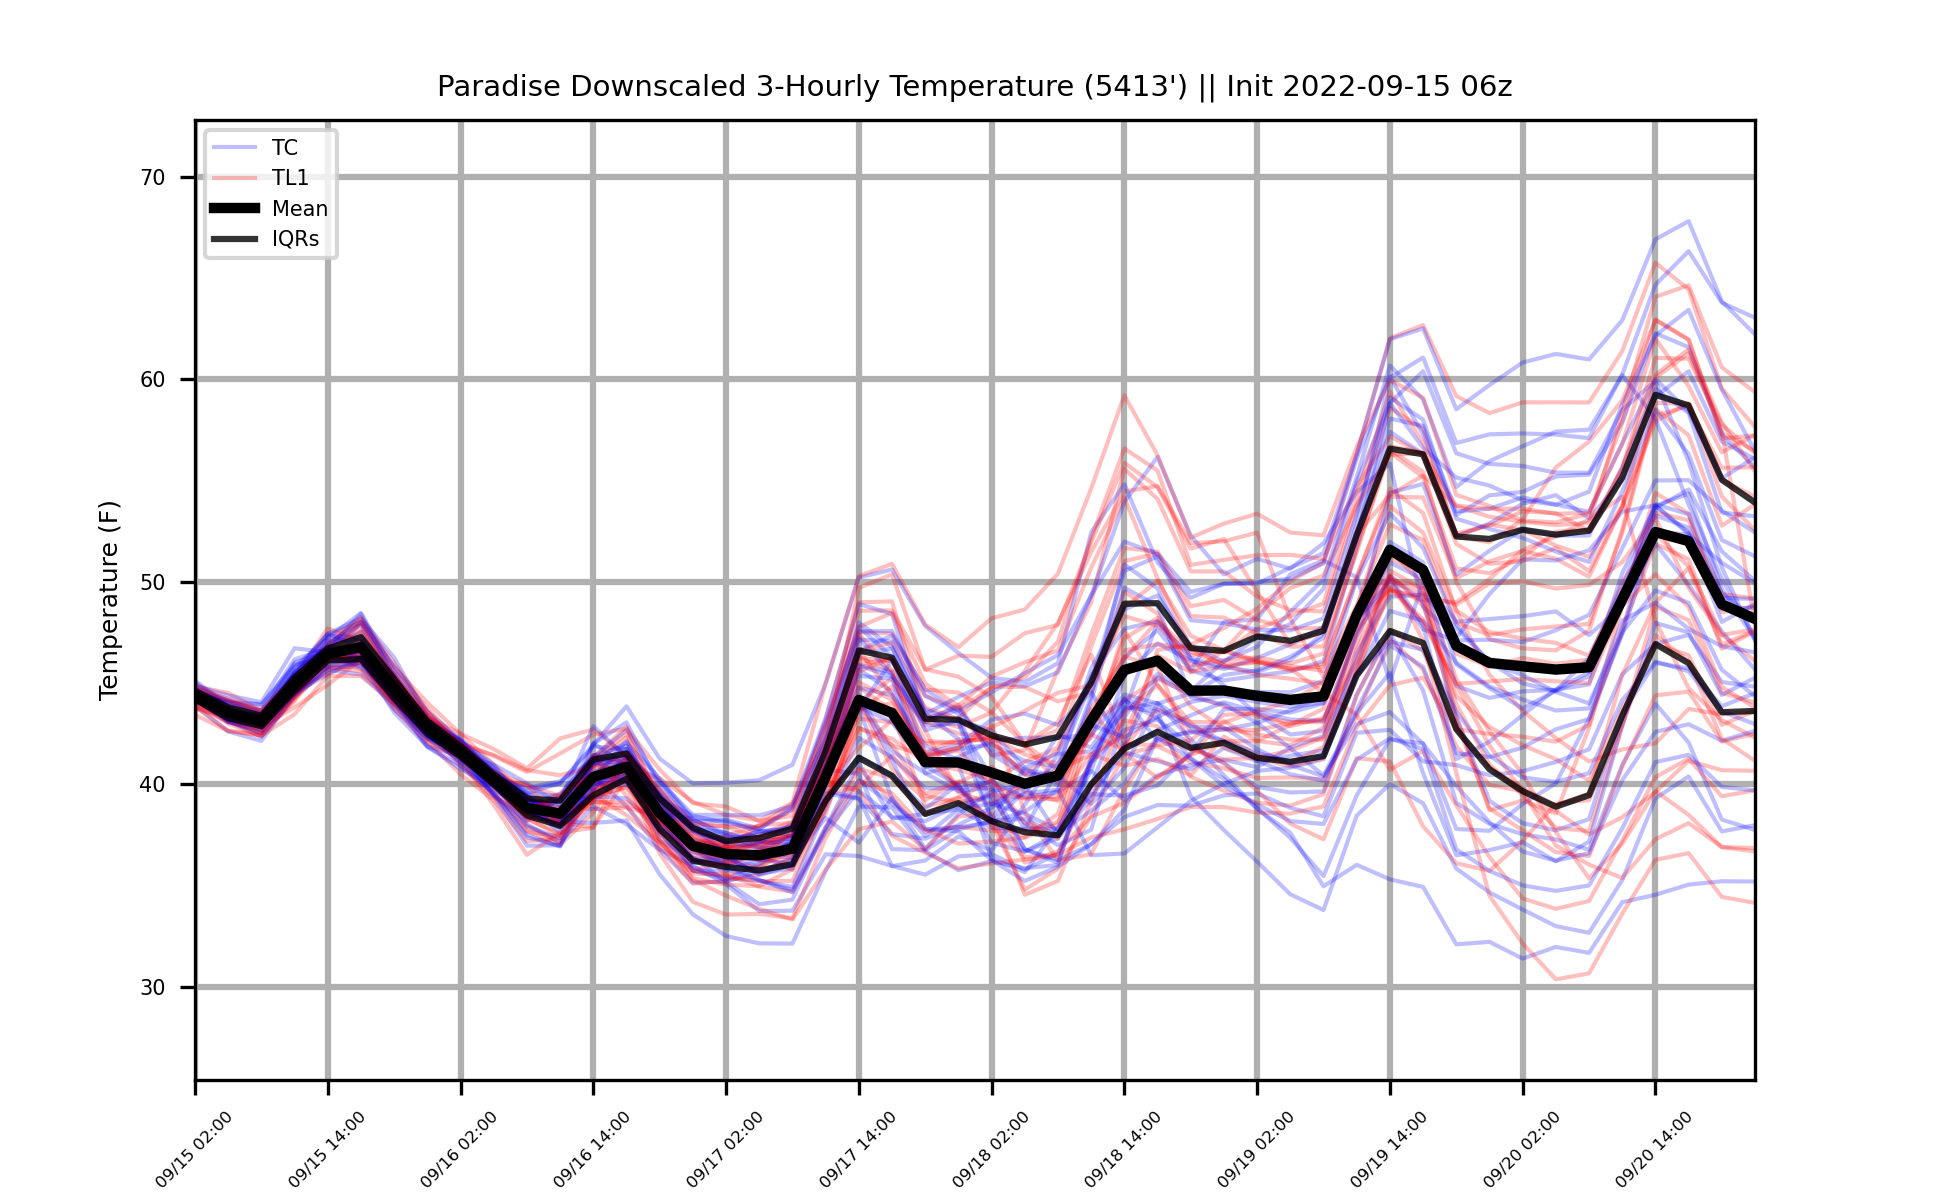 Paradise Downscaled 3-Hourly Temperature (5413') || Init 2022-09-15 06z
TC
TL1
Mean
IQRs
Temperature (F)
70
60
50
40
30
09/15 02:00
09/15 14:00
09/16 02:00
09/16 14:00
09/17 02:00
09/17 14:00
09/18 02:00
09/18 14:00
09/19 02:00
09/19 14:00
09/20 02:00
09/20 14:00